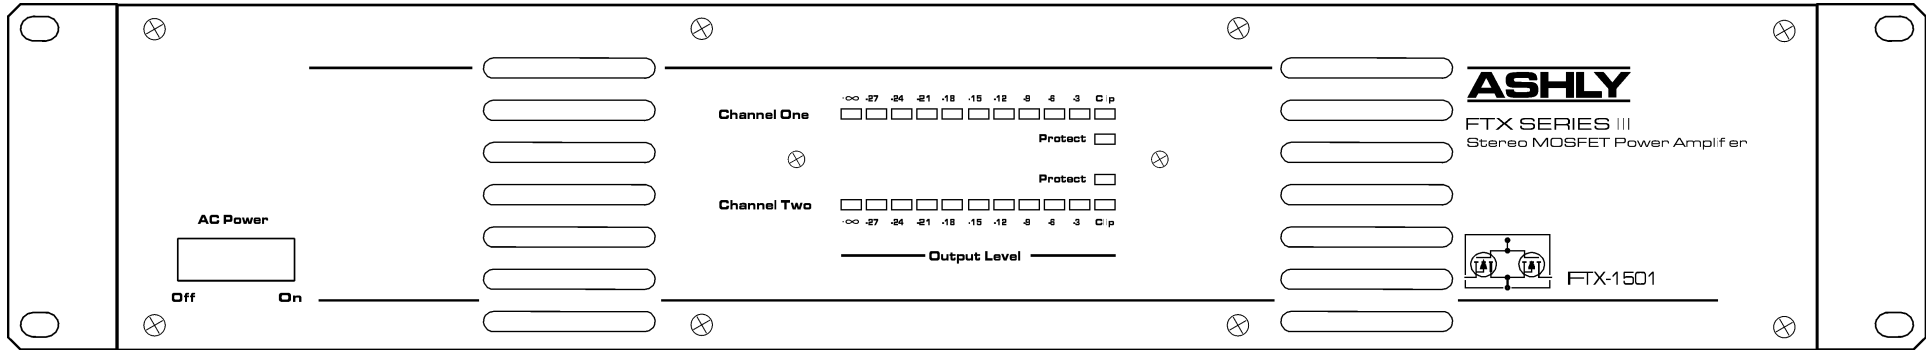 ASHLY
FTX SERIES III
Stereo MOSFET Power Amplifier
-∞ -27 -24 -21 -18 -15 -12 -9 -6 -3 Clip
Channel One
Protect
Protect
Channel Two
-∞ -27 -24 -21 -18 -15 -12 -9 -6 -3 Clip
Output Level
AC Power
Off On
FTX-1501